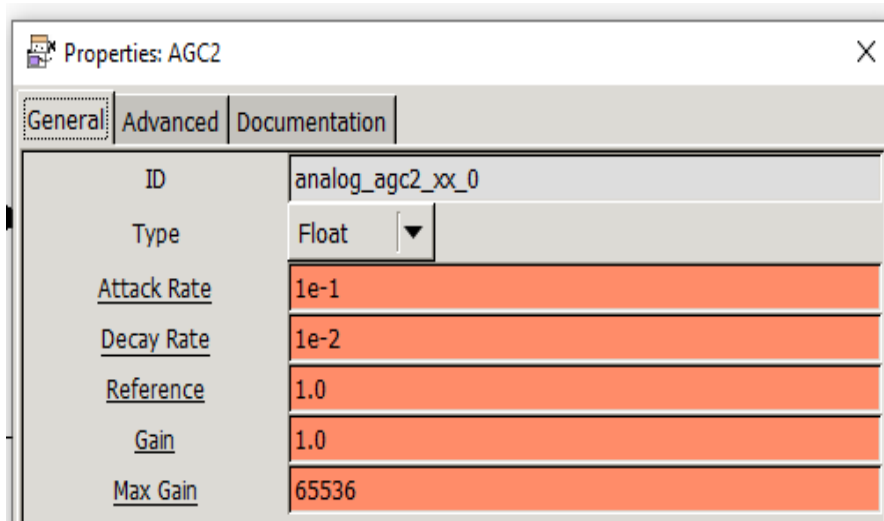 Properties: AGC2
General Advanced Documentation
ID analog_agc2_xx_0
Type Float
Attack Rate 1e-1
Decay Rate 1e-2
Reference 1.0
Gain 1.0
Max Gain 65536